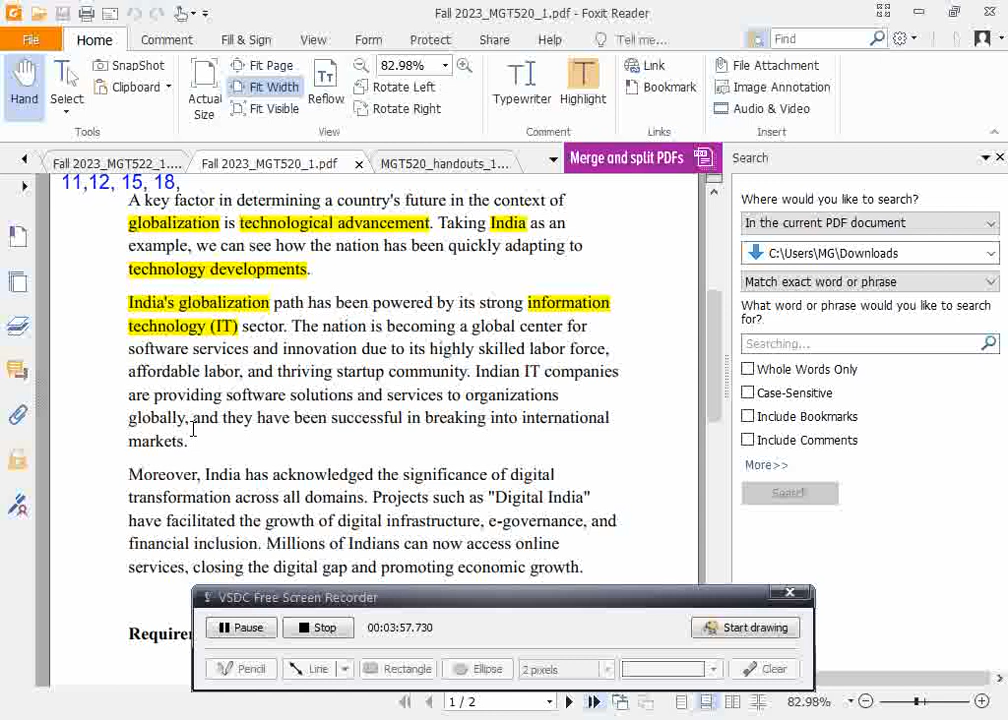 Fall 2023_MGT520_1.pdf - Foxit Reader
File Home Comment Fill & Sign View Form Protect Share Help Tell me... Find
Hand
Select
SnapShot
Clipboard
Tools
Actual Size
Fit Page
Fit Width
Fit Visible
Reflow
82.98%
Rotate Left
Rotate Right
View
Typewriter
Highlight
Comment
Link
Bookmark
Links
File Attachment
Image Annotation
Audio & Video
Insert
Fall 2023_MGT522_1....
Fall 2023_MGT520_1.pdf
MGT520_handouts_1...
Merge and split PDFs
PDF
11,12, 15, 18,
A key factor in determining a country's future in the context of
globalization is technological advancement. Taking India as an
example, we can see how the nation has been quickly adapting to
technology developments.
India's globalization path has been powered by its strong information
technology (IT) sector. The nation is becoming a global center for
software services and innovation due to its highly skilled labor force,
affordable labor, and thriving startup community. Indian IT companies
are providing software solutions and services to organizations
globally, and they have been successful in breaking into international
markets.
Moreover, India has acknowledged the significance of digital
transformation across all domains. Projects such as "Digital India"
have facilitated the growth of digital infrastructure, e-governance, and
financial inclusion. Millions of Indians can now access online
services, closing the digital gap and promoting economic growth.
Requirem
Search
Where would you like to search?
In the current PDF document
C:\Users\MG\Downloads
Match exact word or phrase
What word or phrase would you like to search
for?
Searching...
Whole Words Only
Case-Sensitive
Include Bookmarks
Include Comments
More>>
Search
VSDC Free Screen Recorder
Pause Stop 00:03:57.730 Start drawing
Pencil Line Rectangle Ellipse 2 pixels Clear
1 / 2
82.98%